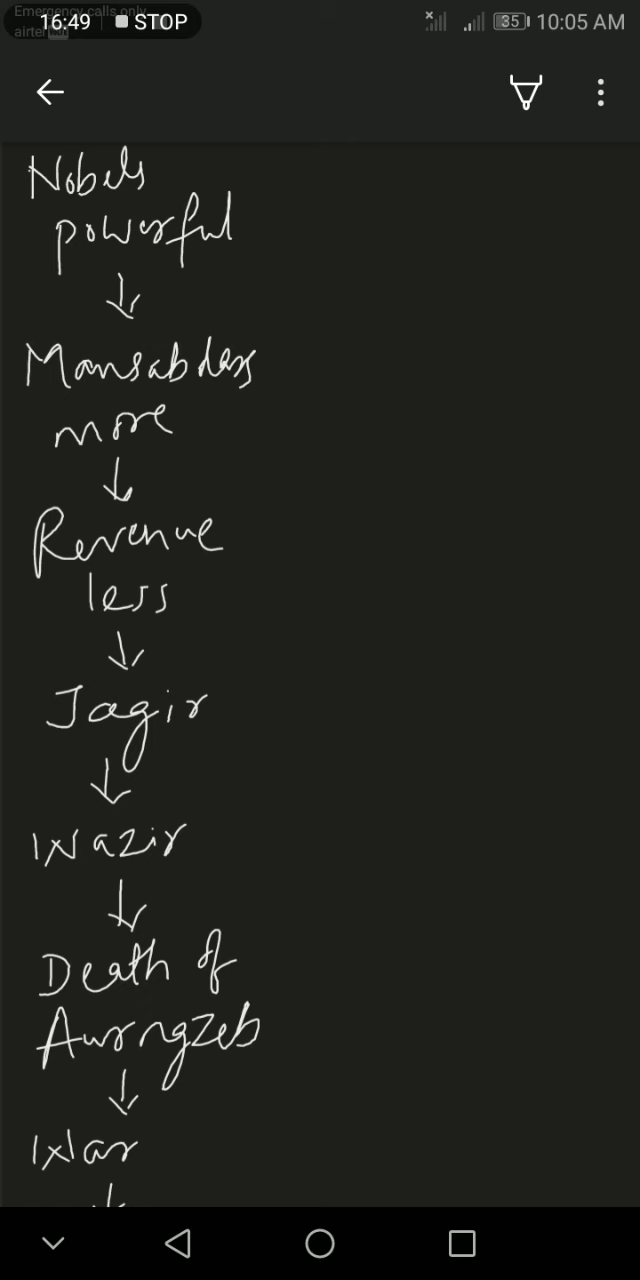 Emergency calls only
airtel
16:49 STOP 35 10:05 AM
Nobels
powerful
↓
Mansabdars
more
↓
Revenue
less
↓
Jagir
↓
Wazir
↓
Death of
Aurngzeb
↓
War
↓